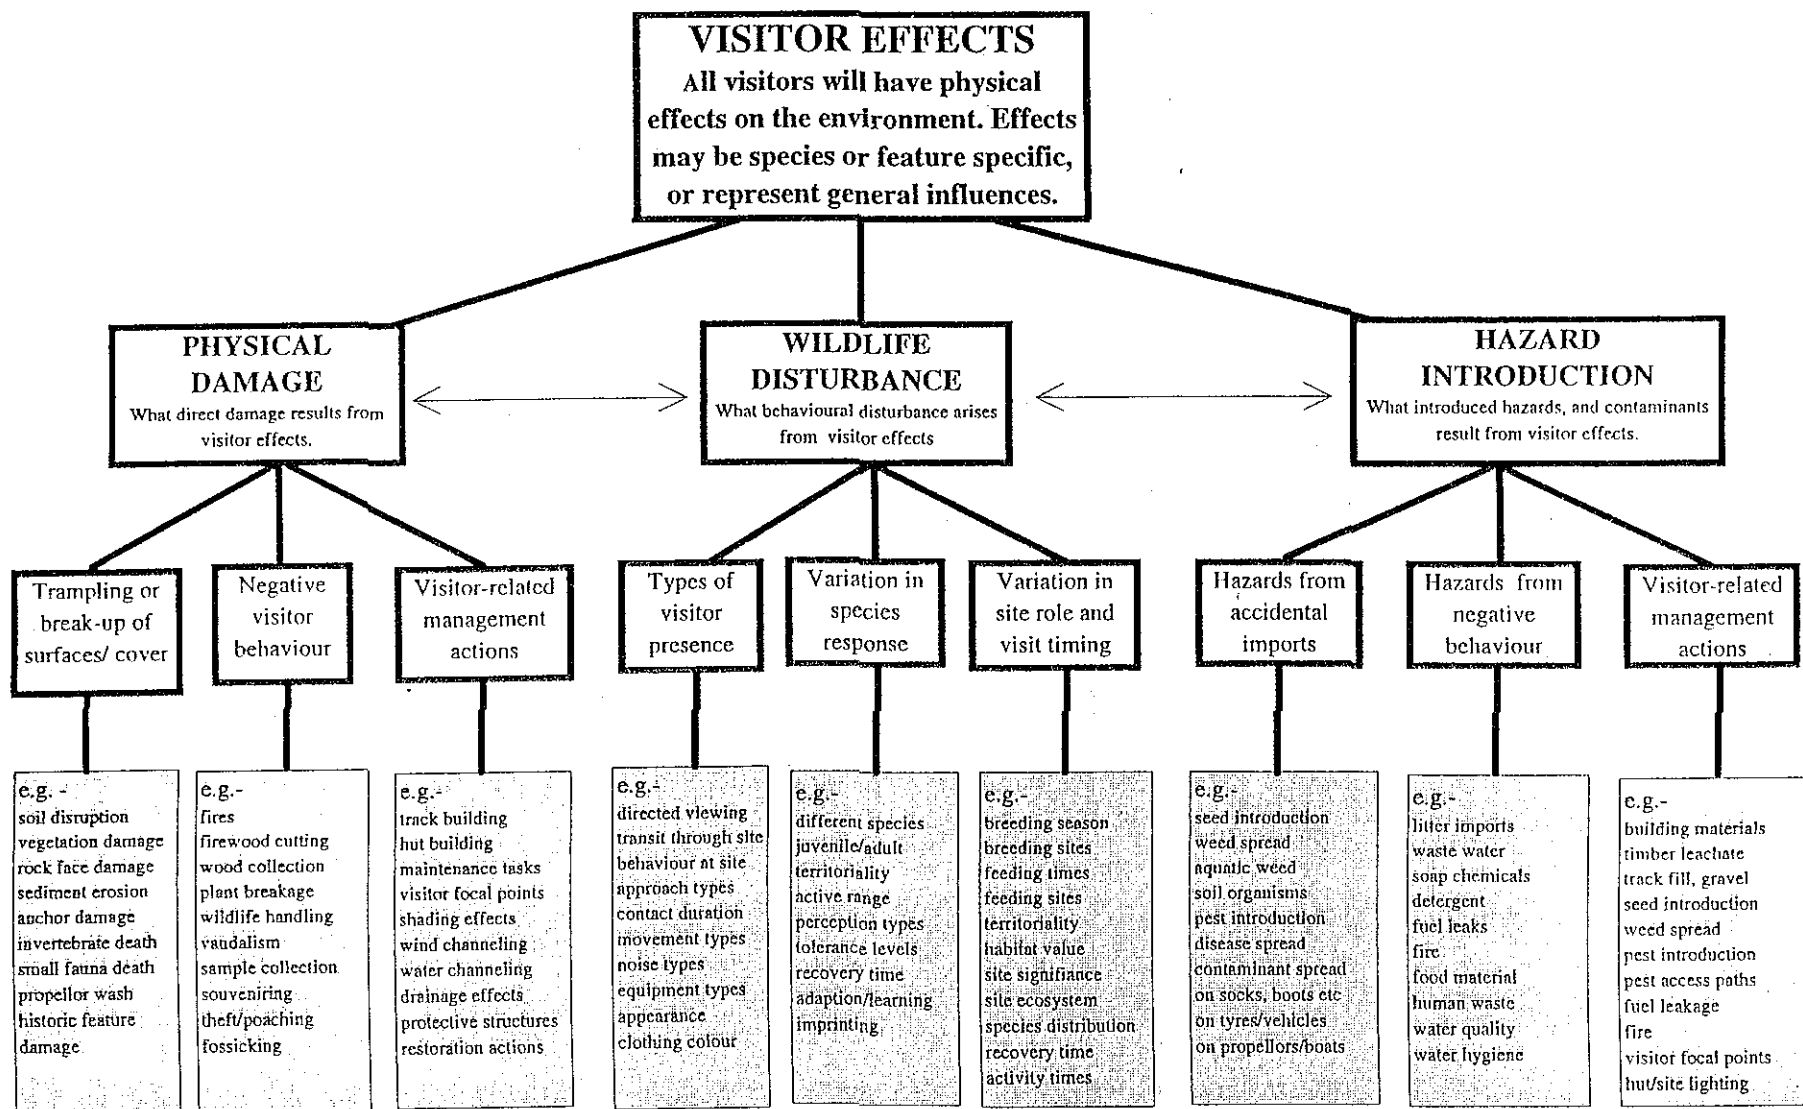 VISITOR EFFECTS
All visitors will have physical
effects on the environment. Effects
may be species or feature specific,
or represent general influences.
PHYSICAL
DAMAGE
What direct damage results from
visitor effects.
WILDLIFE
DISTURBANCE
What behavioural disturbance arises
from visitor effects
HAZARD
INTRODUCTION
What introduced hazards, and contaminants
result from visitor effects.
Trampling or
break-up of
surfaces/ cover
Negative
visitor
behaviour
Visitor-related
management
actions
Types of
visitor
presence
Variation in
species
response
Variation in
site role and
visit timing
Hazards from
accidental
imports
Hazards from
negative
behaviour
Visitor-related
management
actions
e.g. -
soil disruption
vegetation damage
rock face damage
sediment erosion
anchor damage
invertebrate death
small fauna death
propellor wash
historic feature
damage
e.g.-
fires
firewood cutting
wood collection
plant breakage
wildlife handling
vandalism
sample collection
souveniring
theft/poaching
fossicking
e.g.-
track building
hut building
maintenance tasks
visitor focal points
shading effects
wind channeling
water channeling
drainage effects
protective structures
restoration actions
e.g.-
directed viewing
transit through site
behaviour at site
approach types
contact duration
movement types
noise types
equipment types
appearance
clothing colour
e.g.-
different species
juvenile/adult
territoriality
active range
perception types
tolerance levels
recovery time
adaption/learning
imprinting
e.g.-
breeding season
breeding sites
feeding times
feeding sites
territoriality
habitat value
site signifiance
site ecosystem
species distribution
recovery time
activity times
e.g.-
seed introduction
weed spread
aquatic weed
soil organisms
pest introduction
disease spread
contaminant spread
on socks, boots etc
on tyres/vehicles
on propellors/boats
e.g.-
litter imports
waste water
soap chemicals
detergent
fuel leaks
fire
food material
human waste
water quality
water hygiene
e.g.-
building materials
timber leachate
track fill, gravel
seed introduction
weed spread
pest introduction
pest access paths
fuel leakage
fire
visitor focal points
hut/site lighting